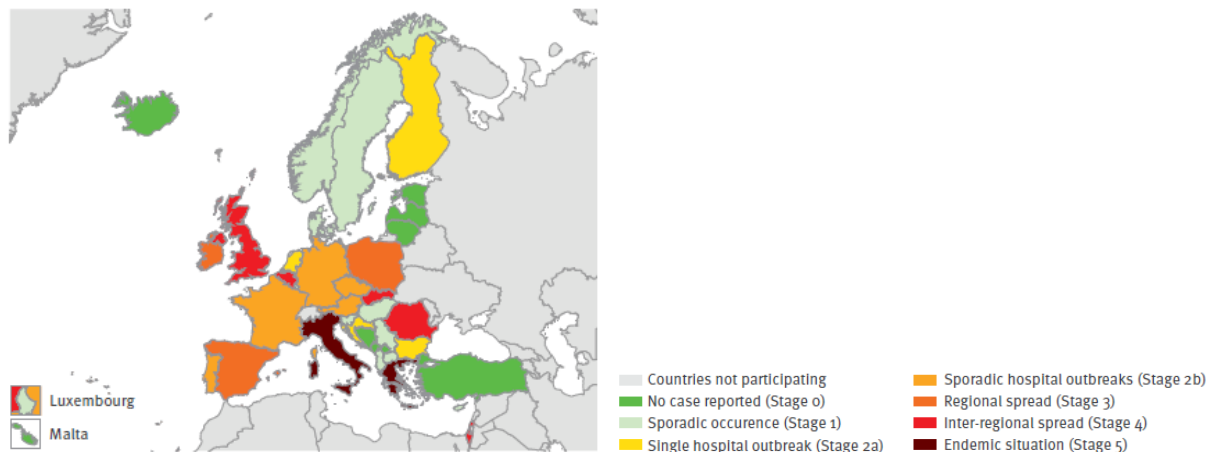 Luxembourg
Malta
Countries not participating
No case reported (Stage 0)
Sporadic occurence (Stage 1)
Single hospital outbreak (Stage 2a)
Sporadic hospital outbreaks (Stage 2b)
Regional spread (Stage 3)
Inter-regional spread (Stage 4)
Endemic situation (Stage 5)